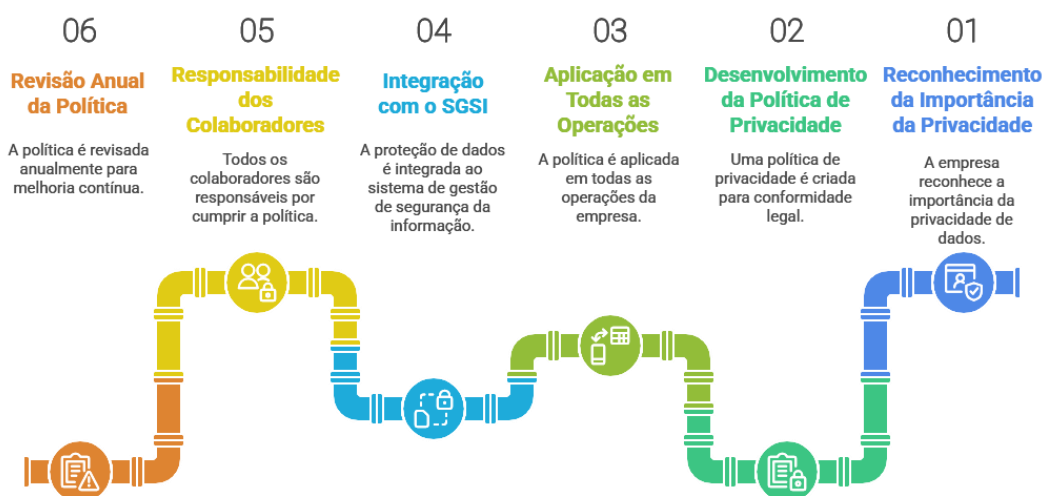 06
Revisão Anual
da Política
A política é revisada
anualmente para
melhoria contínua.
05
Responsabilidade
dos
Colaboradores
Todos os
colaboradores são
responsáveis por
cumprir a política.
04
Integração
com o SGSI
A proteção de dados
é integrada ao
sistema de gestão
de segurança da
informação.
03
Aplicação em
Todas as
Operações
A política é aplicada
em todas as
operações da
empresa.
02
Desenvolvimento
da Política de
Privacidade
Uma política de
privacidade é criada
para conformidade
legal.
01
Reconhecimento
da Importância
da Privacidade
A empresa
reconhece a
importância da
privacidade de
dados.